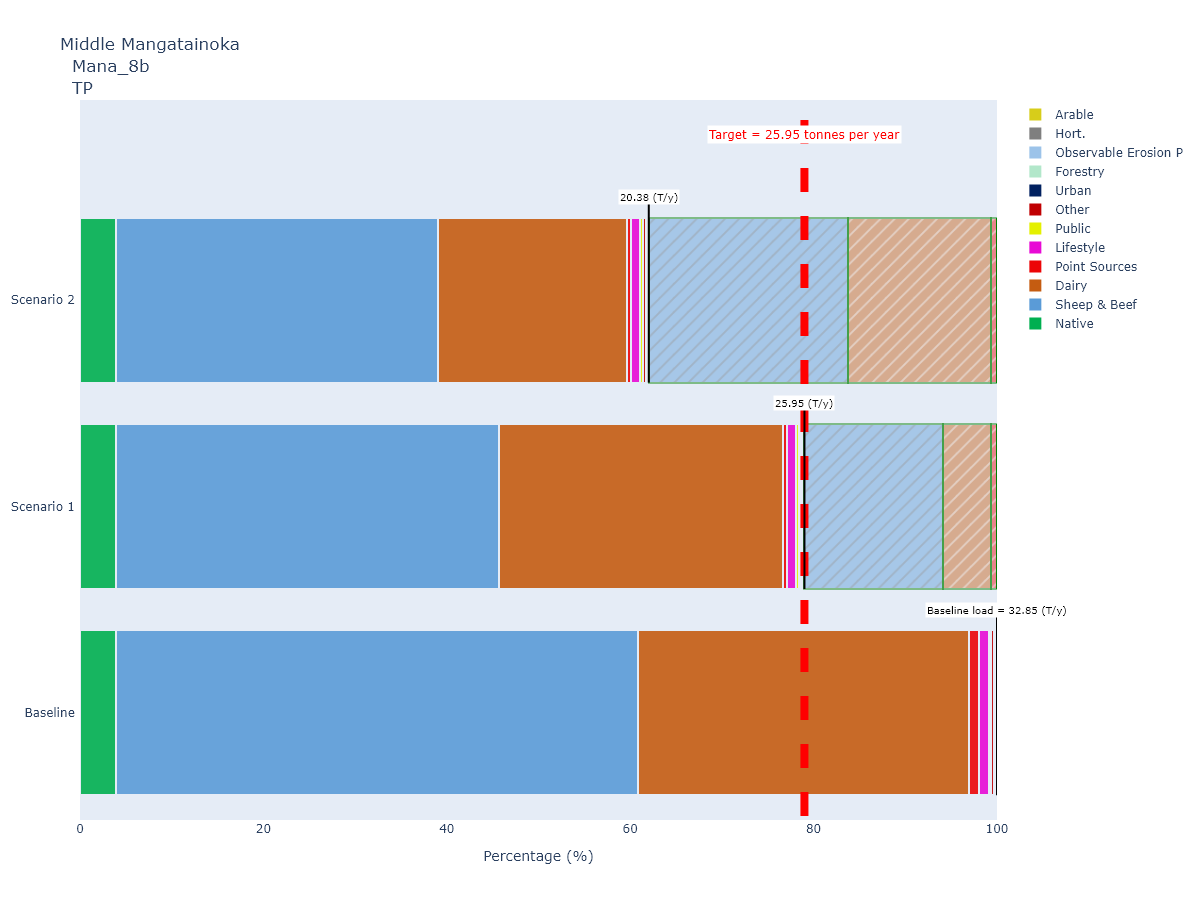 Middle Mangatainoka
Mana_8b
TP
Target = 25.95 tonnes per year
20.38 (T/y)
Scenario 2
25.95 (T/y)
Scenario 1
Baseline load = 32.85 (T/y)
Baseline
0 20 40 60 80 100
Percentage (%)
Arable
Hort.
Observable Erosion P
Forestry
Urban
Other
Public
Lifestyle
Point Sources
Dairy
Sheep & Beef
Native